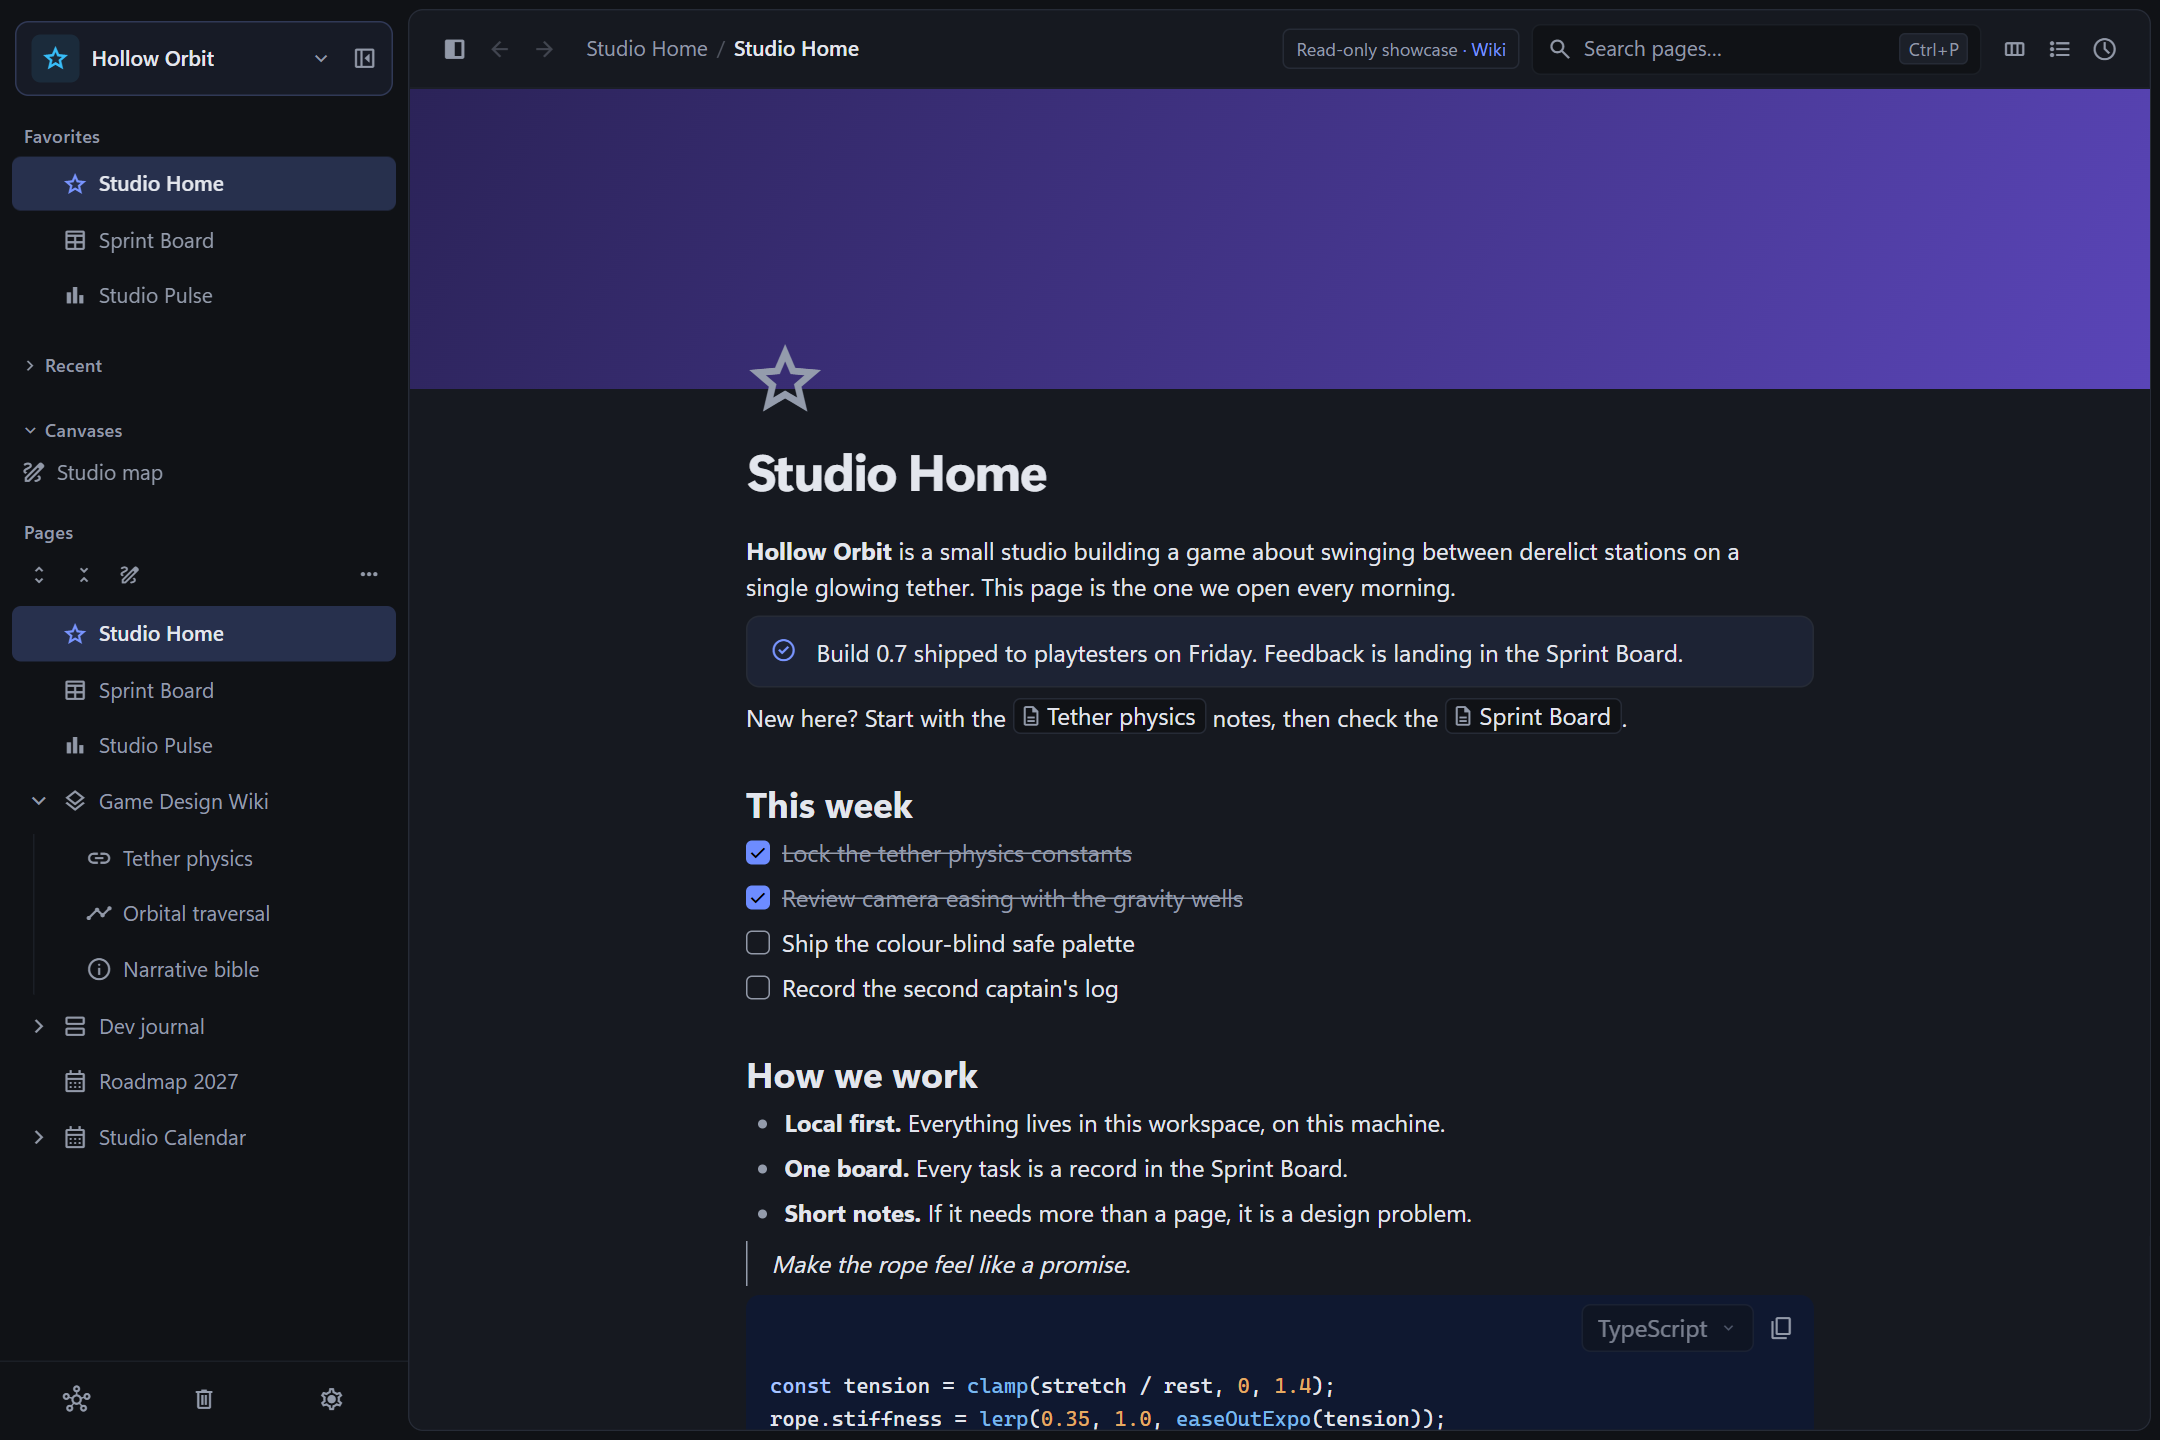 Hollow Orbit
Favorites
Studio Home
Sprint Board
Studio Pulse
Recent
Canvases
Studio map
Pages
Studio Home
Sprint Board
Studio Pulse
Game Design Wiki
Tether physics
Orbital traversal
Narrative bible
Dev journal
Roadmap 2027
Studio Calendar
Studio Home / Studio Home
Read-only showcase · Wiki
Search pages...
Ctrl+P
Studio Home
Hollow Orbit is a small studio building a game about swinging between derelict stations on a
single glowing tether. This page is the one we open every morning.
Build 0.7 shipped to playtesters on Friday. Feedback is landing in the Sprint Board.
New here? Start with the Tether physics notes, then check the Sprint Board.
This week
Lock the tether physics constants
Review camera easing with the gravity wells
Ship the colour-blind safe palette
Record the second captain's log
How we work
Local first. Everything lives in this workspace, on this machine.
One board. Every task is a record in the Sprint Board.
Short notes. If it needs more than a page, it is a design problem.
Make the rope feel like a promise.
TypeScript
const tension = clamp(stretch / rest, 0, 1.4);
rope.stiffness = lerp(0.35, 1.0, easeOutExpo(tension));